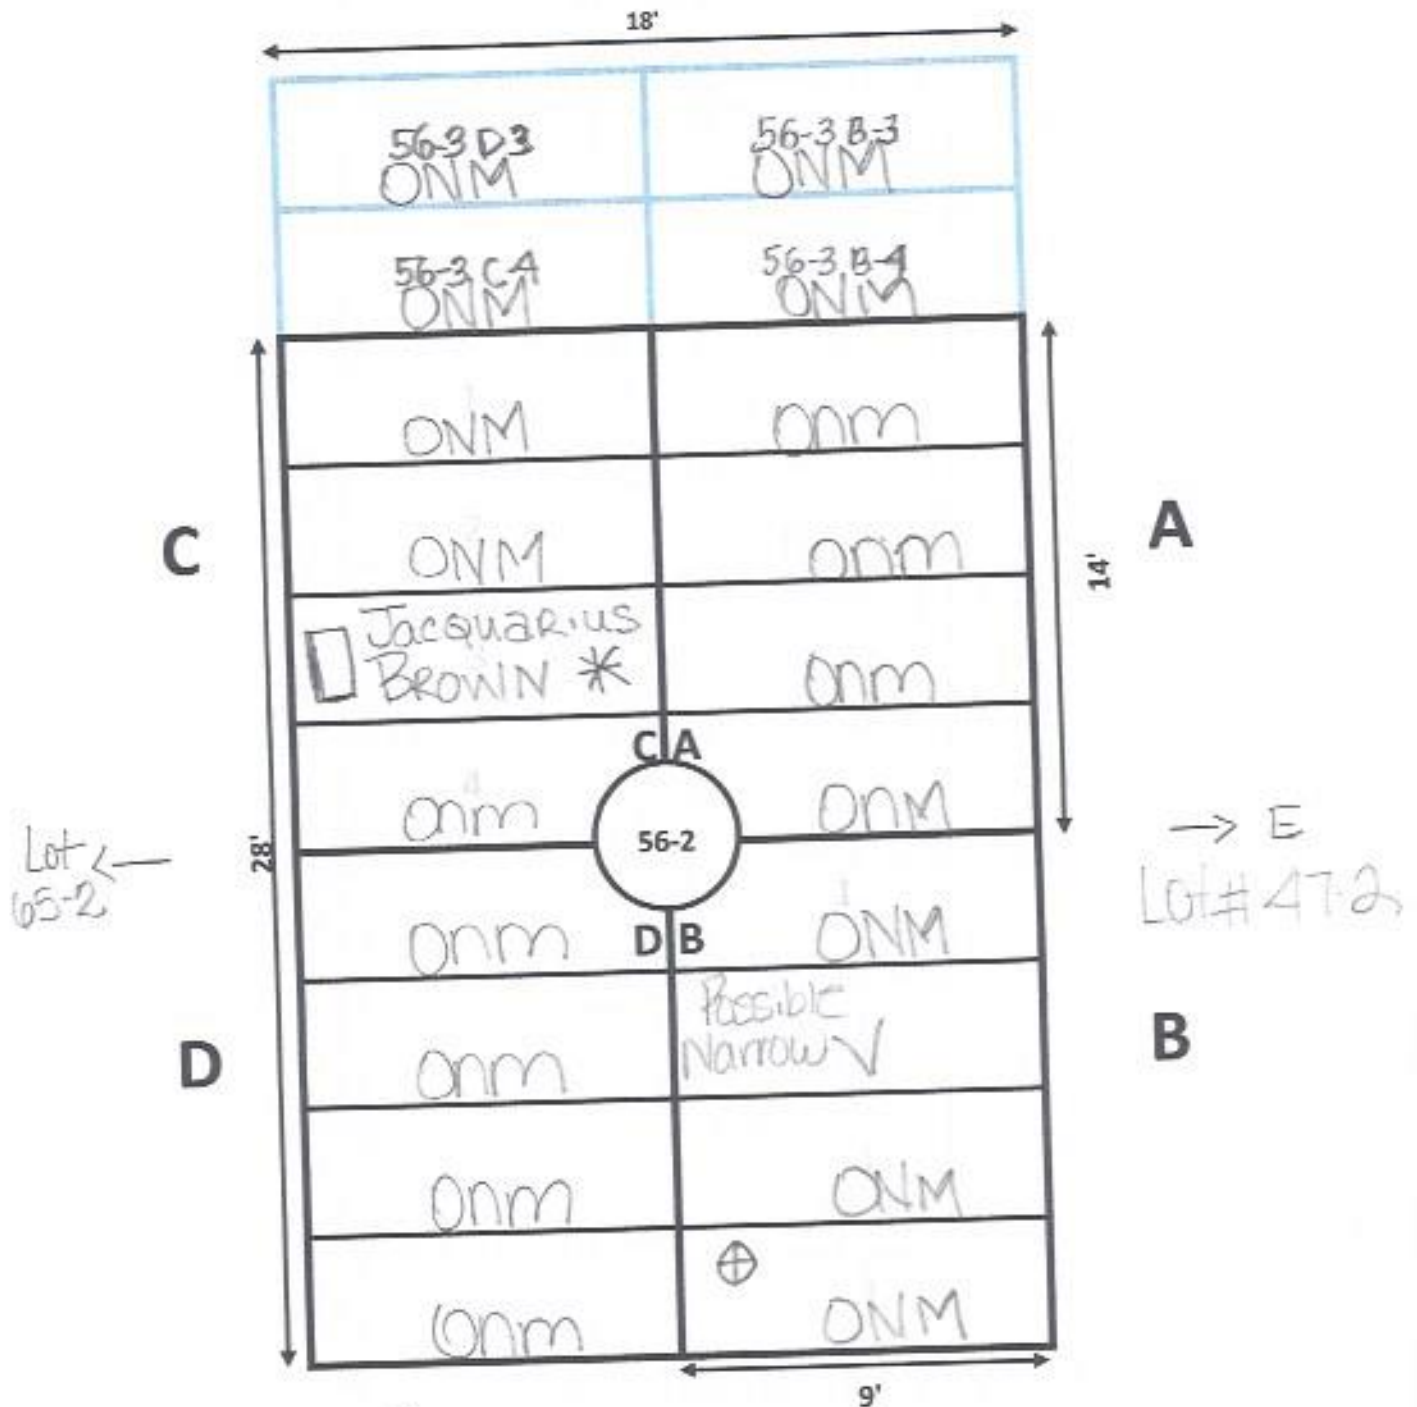 18'
56-3 D3
ONM
56-3 B-3
ONM
56-3 C-4
ONM
56-3 B-4
ONM
ONM
onm
C
A
ONM
onm
14'
Jacquarius
BROWN *
onm
C A
onm
OnM
56-2
Lot ←
65-2
28'
→ E
Lot# 47-2
onm
D B
ONM
D
onm
Possible
Narrow V
B
onm
ONM
onm
ONM
9'